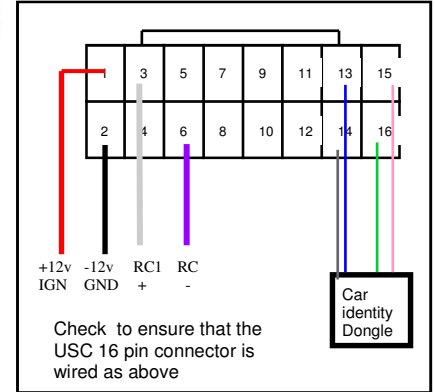 1 3 5 7 9 11 13 15
2 4 6 8 10 12 14 16
+12v -12v RC1 RC
IGN GND + -
Car
identity
Dongle
Check to ensure that the
USC 16 pin connector is
wired as above